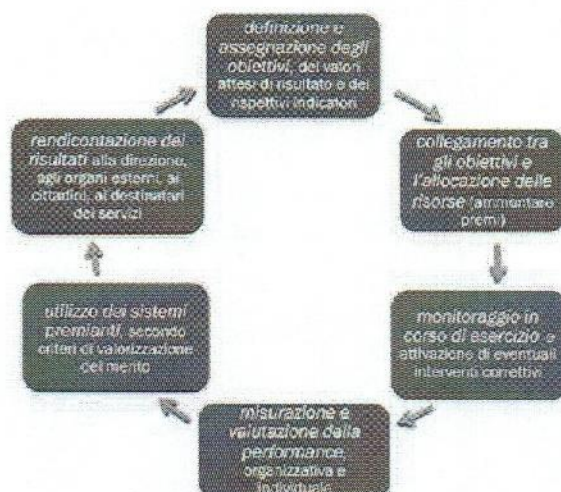 definizione e
assegnazione degli
obiettivi, dei valori
attesi di risultato e dei
rispettivi indicatori
collegamento tra
gli obiettivi e
l'allocazione delle
risorse (ammontare
premi)
monitoraggio in
corso di esercizio e
attivazione di eventuali
interventi correttivi
misurazione e
valutazione della
performance,
organizzativa e
individuale
utilizzo dei sistemi
premianti, secondo
criteri di valorizzazione
del merito
rendicontazione dei
risultati alla direzione,
agli organi esterni, ai
cittadini, ai destinatari
dei servizi